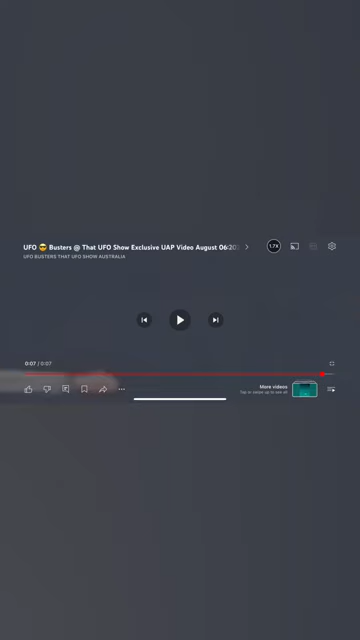 UFO 😎 Busters @ That UFO Show Exclusive UAP Video August 06
1.7X
UFO BUSTERS THAT UFO SHOW AUSTRALIA
0:07 / 0:07
More videos
Tap or swipe up to see all